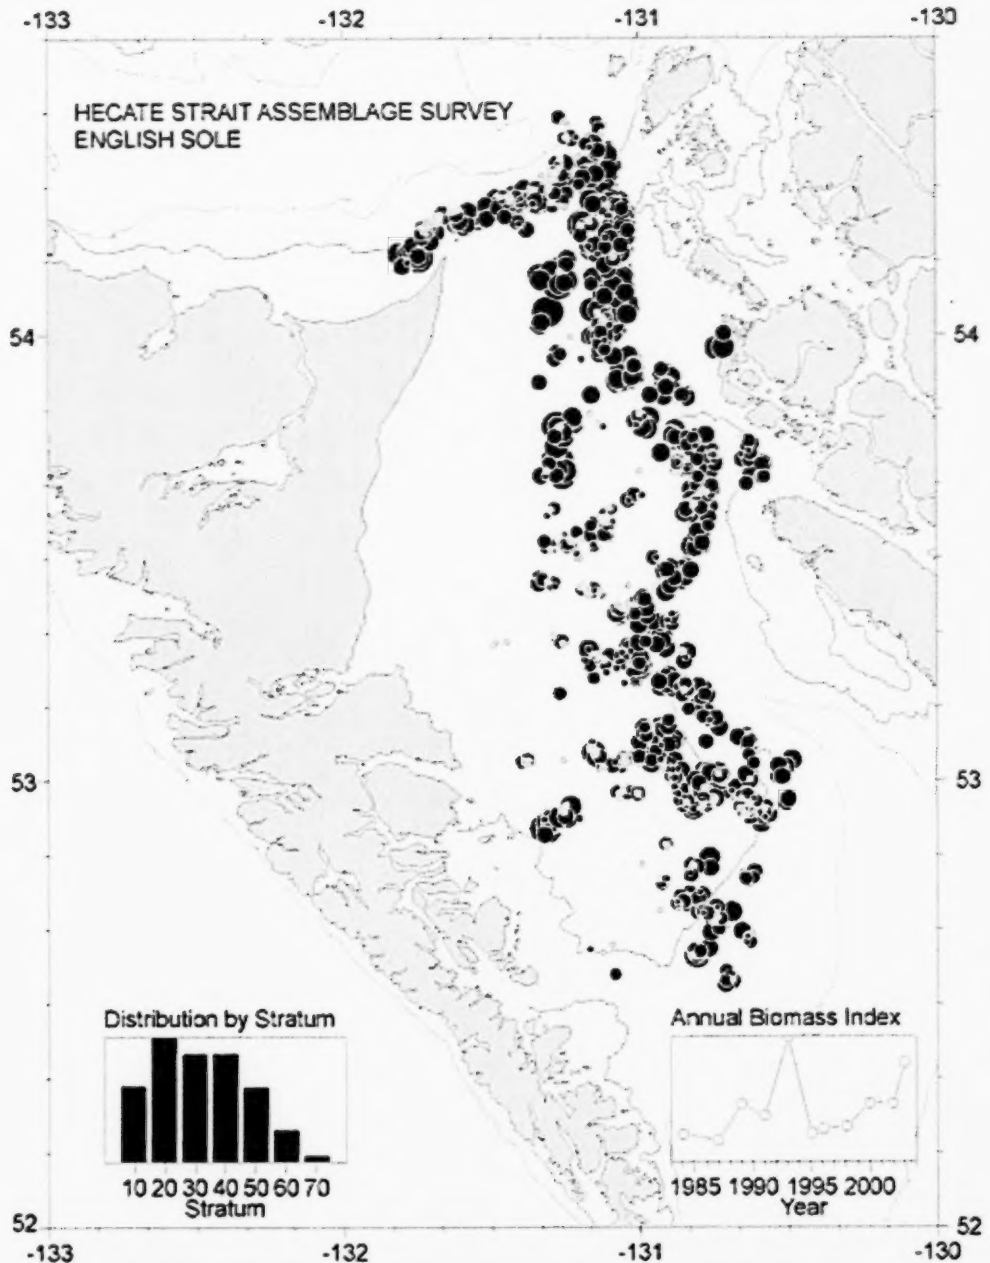 -133 -132 -131 -130
HECATE STRAIT ASSEMBLAGE SURVEY
ENGLISH SOLE
54 54
53 53
Distribution by Stratum
10 20 30 40 50 60 70
Stratum
Annual Biomass Index
1985 1990 1995 2000
Year
52 52
-133 -132 -131 -130